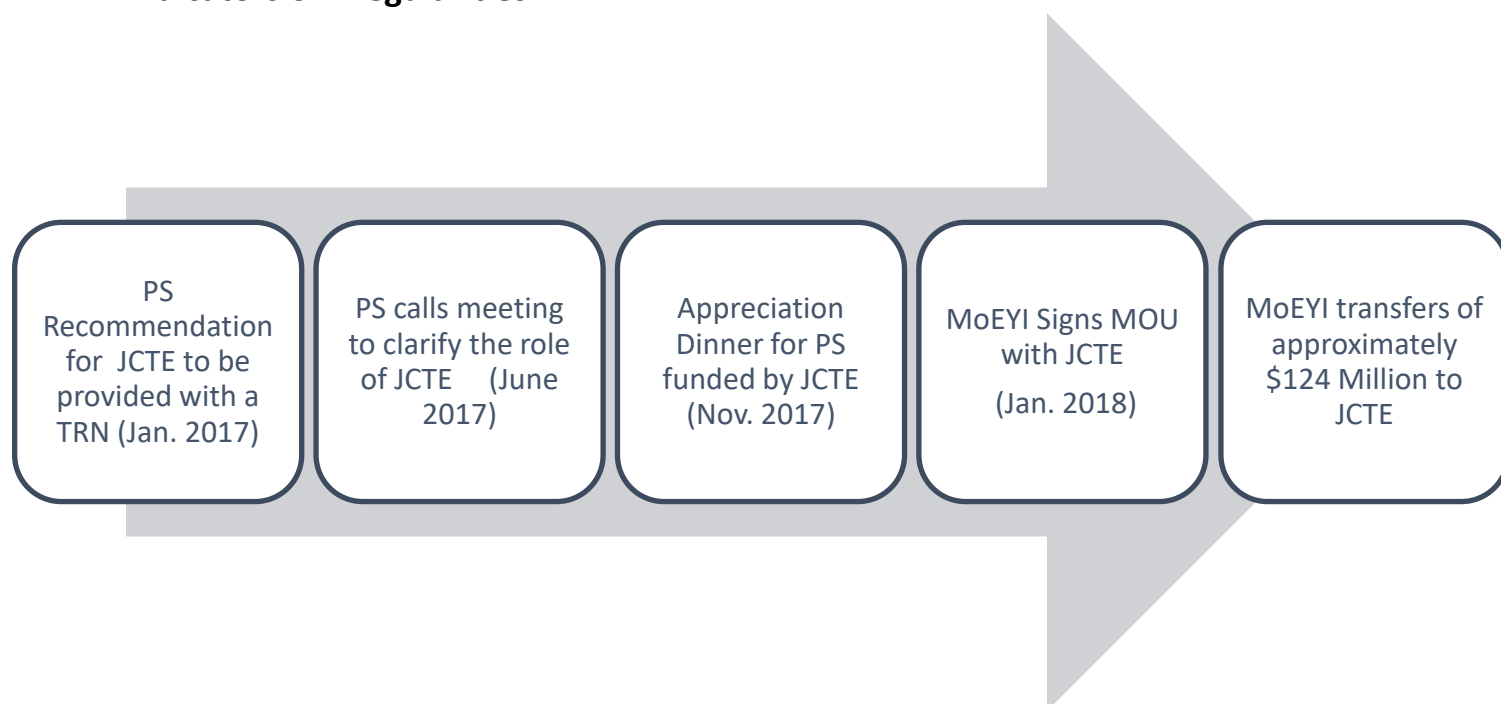 PS
Recommendation
for JCTE to be
provided with a
TRN (Jan. 2017)
PS calls meeting
to clarify the role
of JCTE (June
2017)
Appreciation
Dinner for PS
funded by JCTE
(Nov. 2017)
MoEYI Signs MOU
with JCTE
(Jan. 2018)
MoEYI transfers of
approximately
$124 Million to
JCTE